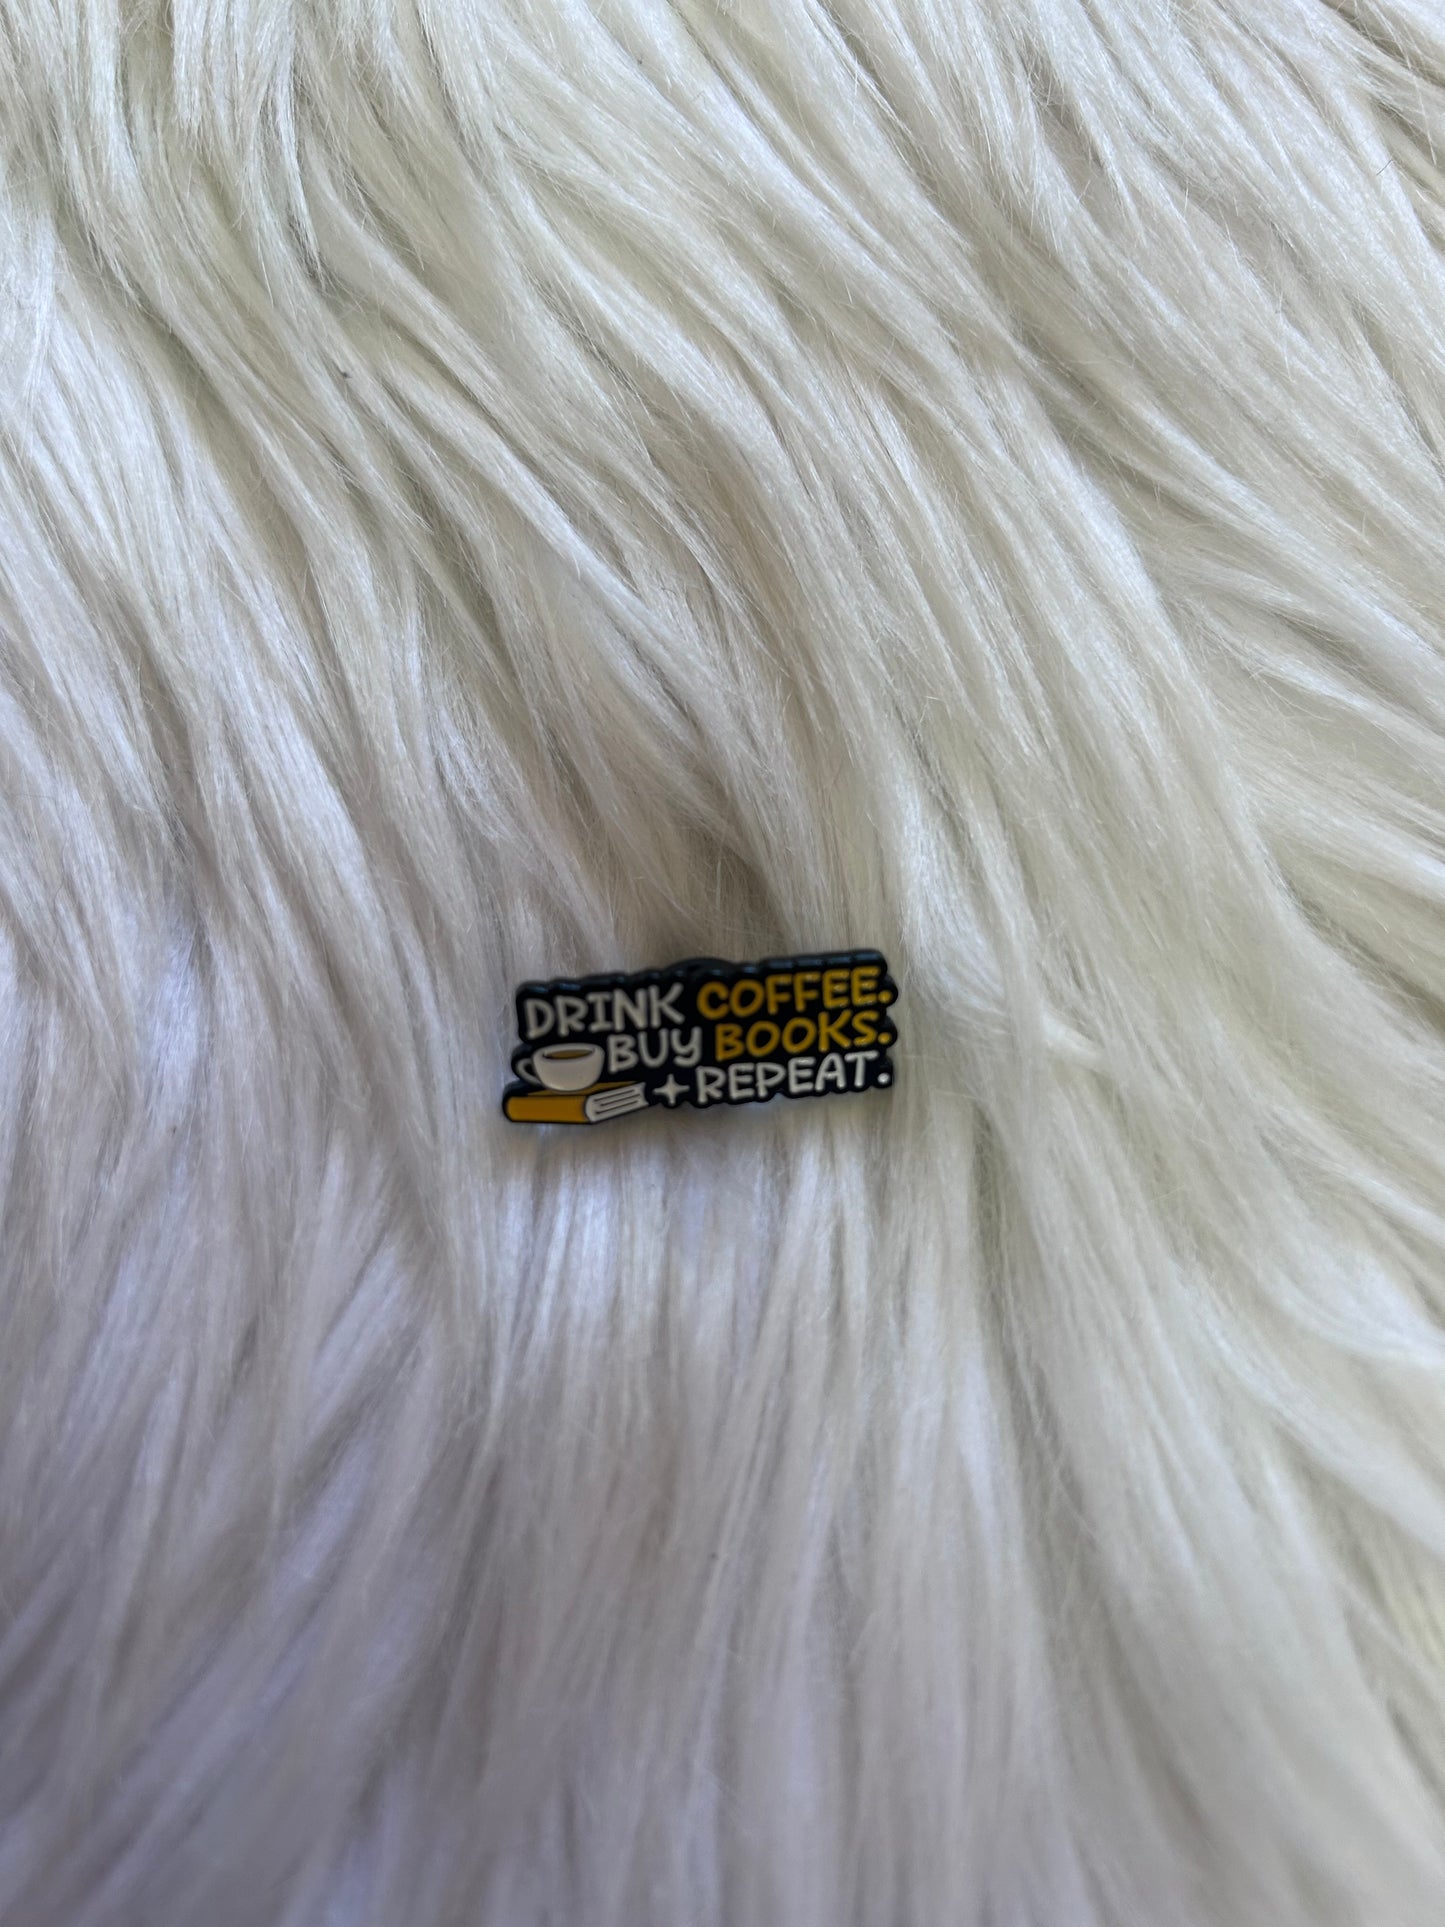 DRINK COFFEE.
BUY BOOKS.
+REPEAT.